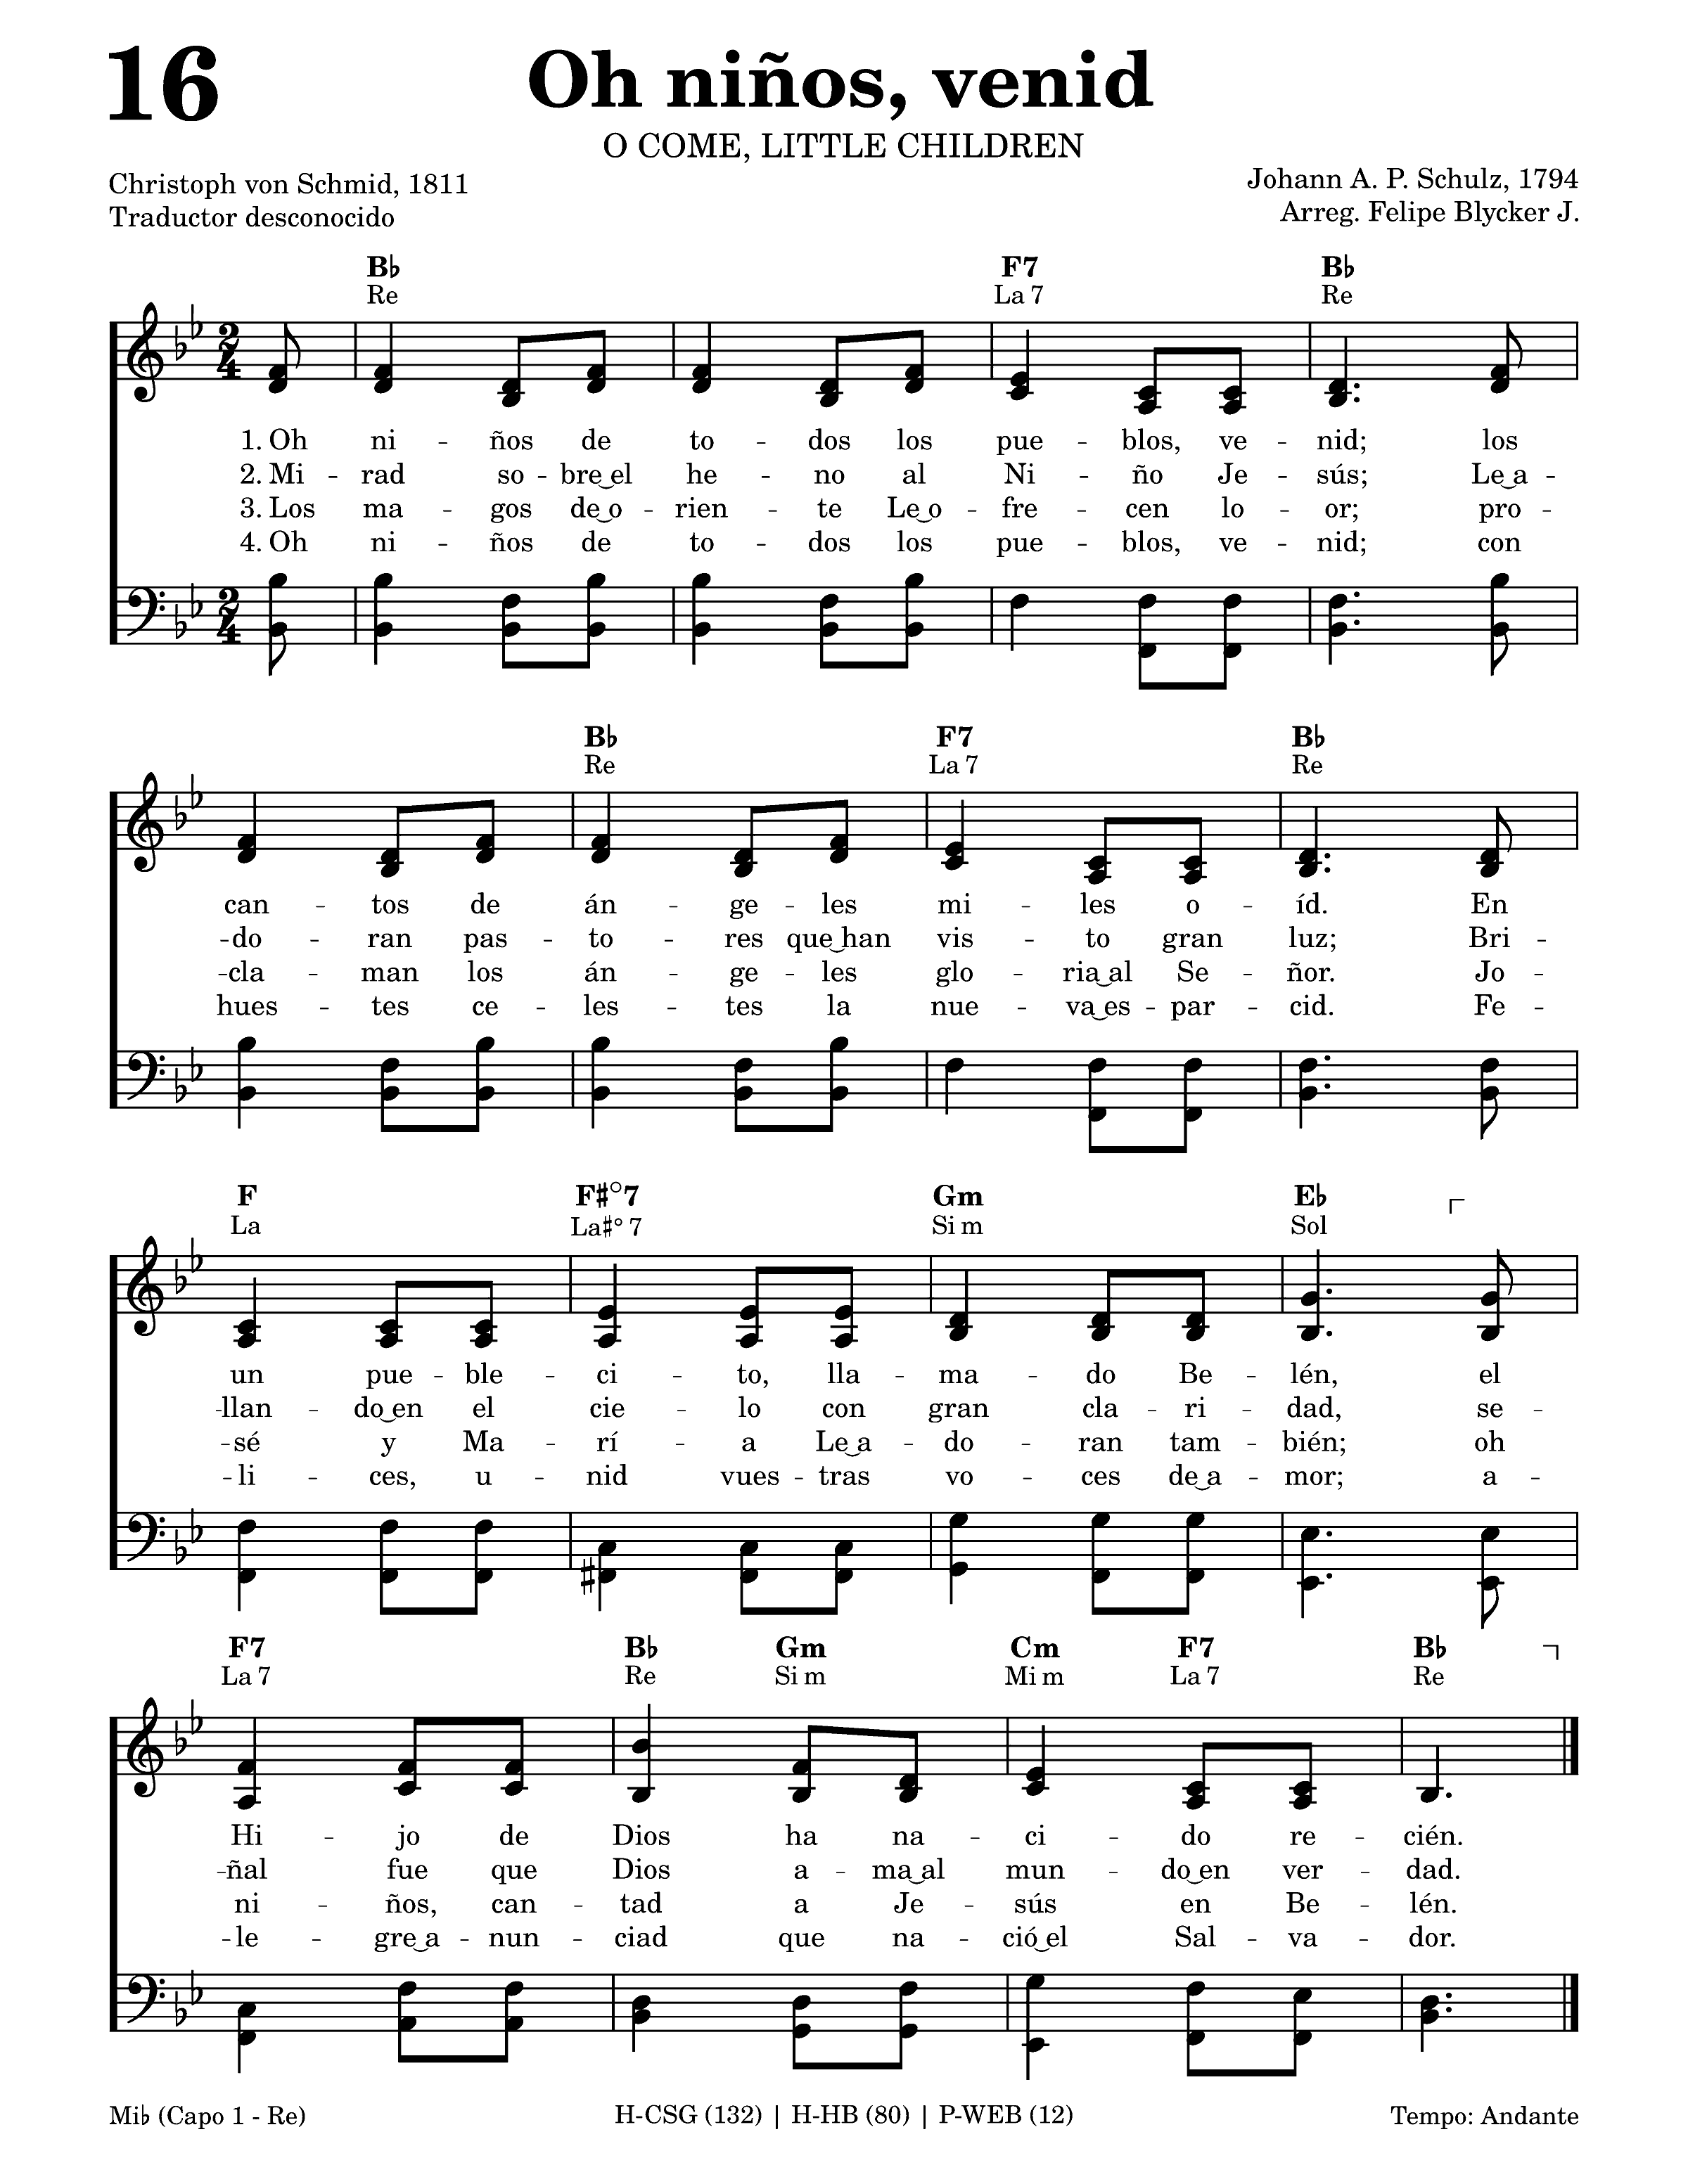 16
Oh niños, venid
O COME, LITTLE CHILDREN
Christoph von Schmid, 1811
Johann A. P. Schulz, 1794
Traductor desconocido
Arreg. Felipe Blycker J.
B♭ F7 B♭
Re La 7 Re
1. Oh ni - ños de to - dos los pue - blos, ve - nid; los
2. Mi - rad so - bre‿el he - no al Ni - ño Je - sús; Le‿a -
3. Los ma - gos de‿o - rien - te Le‿o - fre - cen lo - or; pro -
4. Oh ni - ños de to - dos los pue - blos, ve - nid; con
B♭ F7 B♭
Re La 7 Re
can - tos de án - ge - les mi - les o - íd. En
- do - ran pas - to - res que‿han vis - to gran luz; Bri -
- cla - man los án - ge - les glo - ria‿al Se - ñor. Jo -
hues - tes ce - les - tes la nue - va‿es - par - cid. Fe -
F F#°7 Gm E♭
La La#° 7 Si m Sol
un pue - ble - ci - to, lla - ma - do Be - lén, el
- llan - do‿en el cie - lo con gran cla - ri - dad, se -
- sé y Ma - rí - a Le‿a - do - ran tam - bién; oh
- li - ces, u - nid vues - tras vo - ces de‿a - mor; a -
F7 B♭ Gm Cm F7 B♭
La 7 Re Si m Mi m La 7 Re
Hi - jo de Dios ha na - ci - do re - cién.
- ñal fue que Dios a - ma‿al mun - do‿en ver - dad.
ni - ños, can - tad a Je - sús en Be - lén.
- le - gre‿a - nun - ciad que na - ció‿el Sal - va - dor.
Mi♭ (Capo 1 - Re) H-CSG (132) | H-HB (80) | P-WEB (12) Tempo: Andante